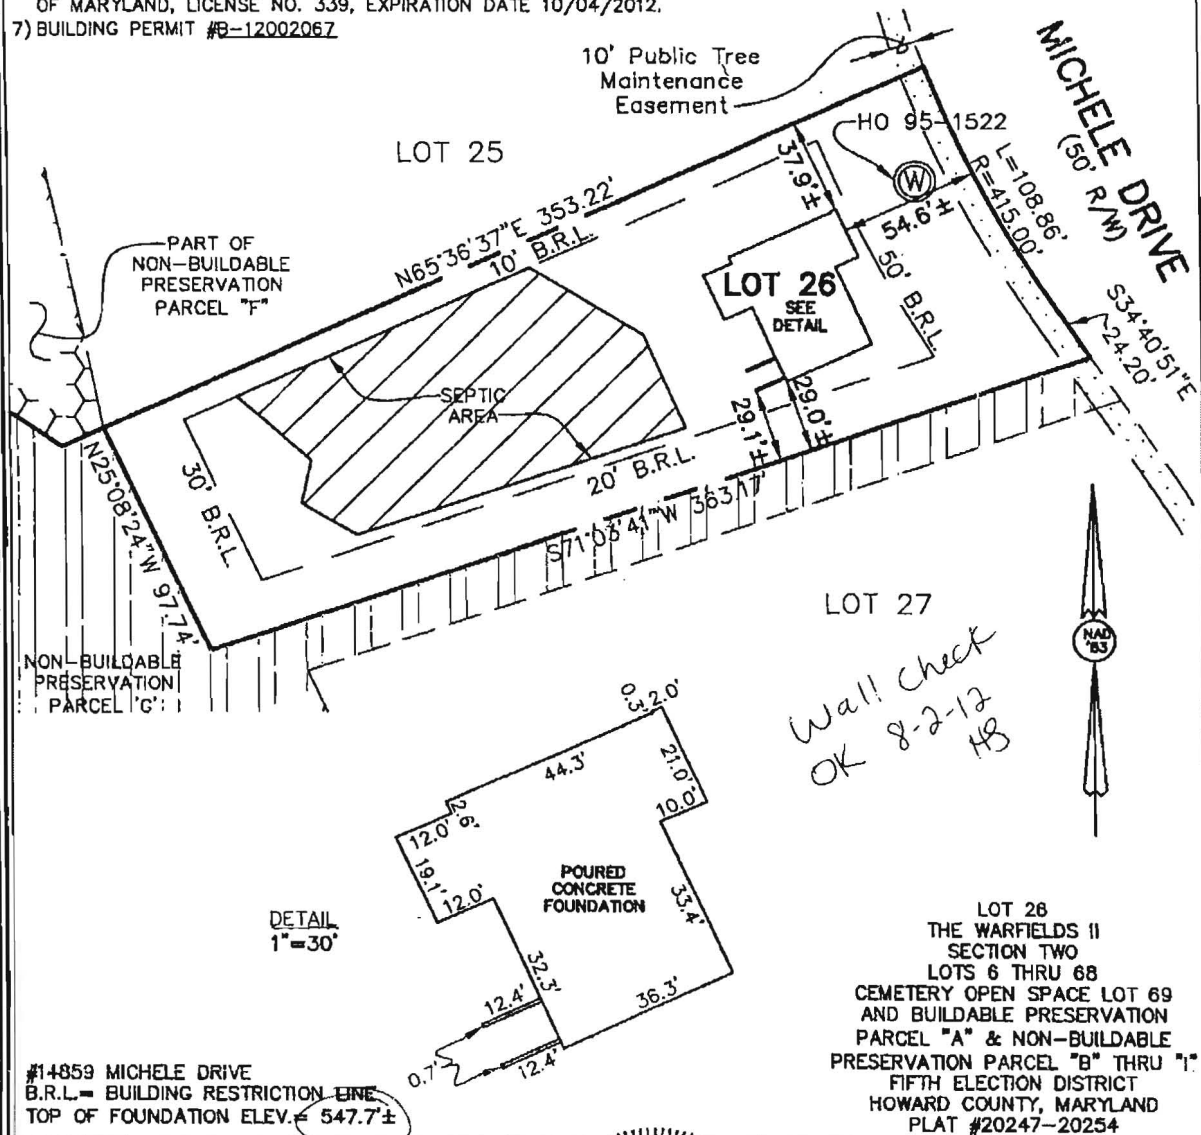 OF MARYLAND, LICENSE NO. 339, EXPIRATION DATE 10/04/2012.
7) BUILDING PERMIT #B-12002067
10' Public Tree
Maintenance
Easement
MICHELE DRIVE
(50' R/W)
HO 95-1522
W
LOT 25
L=108.86'
R=415.00'
37.9'±
54.6'±
N65°36'37"E 353.22'
10' B.R.L.
PART OF
NON-BUILDABLE
PRESERVATION
PARCEL "F"
LOT 26
SEE
DETAIL
50' B.R.L.
S34°40'51"E
24.20'
SEPTIC
AREA
29.1'±
29.0'±
30' B.R.L.
20' B.R.L.
N25°08'24"W 97.74'
S71°03'41"W 363.17'
LOT 27
NAD
'83
NON-BUILDABLE
PRESERVATION
PARCEL 'G'
Wall Check
OK 8-2-12
HS
0.3'
2.0'
44.3'
21.0'
10.0'
2.6'
12.0'
19.1'
12.0'
POURED
CONCRETE
FOUNDATION
33.4'
DETAIL
1"=30'
32.3'
36.3'
12.4'
12.4'
0.7'
LOT 26
THE WARFIELDS II
SECTION TWO
LOTS 6 THRU 68
CEMETERY OPEN SPACE LOT 69
AND BUILDABLE PRESERVATION
PARCEL "A" & NON-BUILDABLE
PRESERVATION PARCEL "B" THRU "I"
FIFTH ELECTION DISTRICT
HOWARD COUNTY, MARYLAND
PLAT #20247-20254
#14859 MICHELE DRIVE
B.R.L.= BUILDING RESTRICTION LINE
TOP OF FOUNDATION ELEV.= 547.7'±